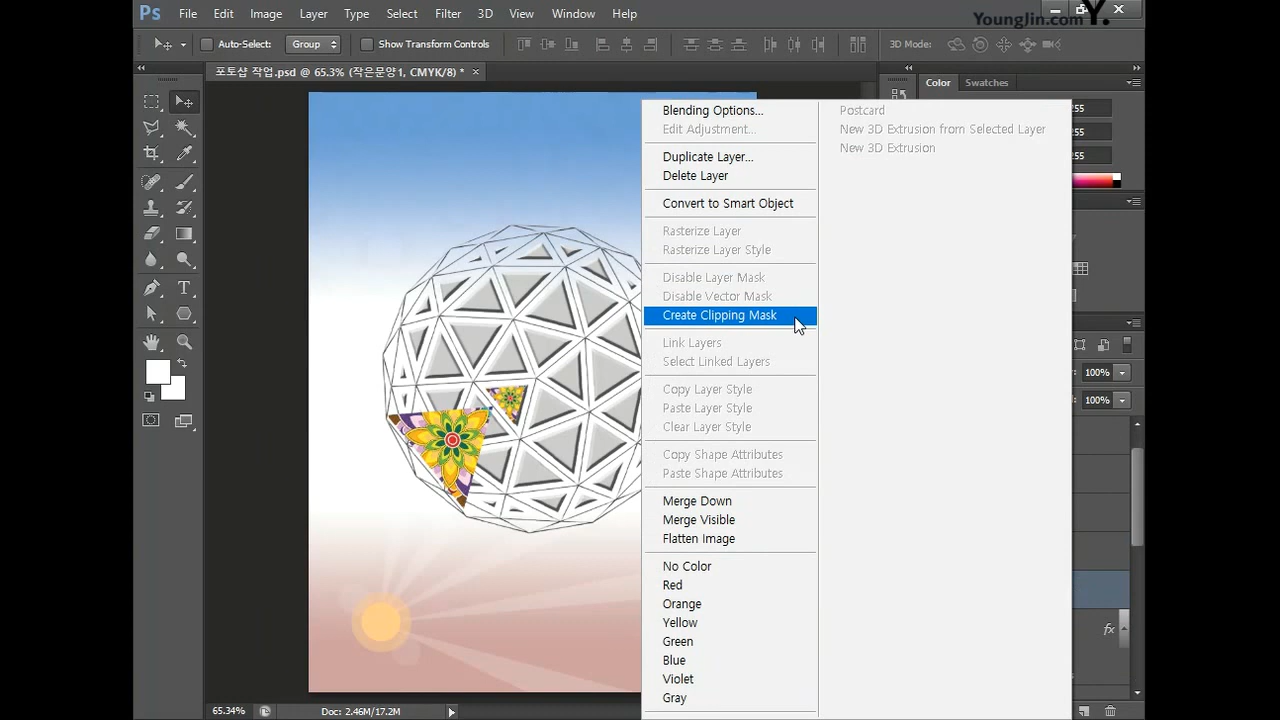 YoungJin.com Y.
Ps File Edit Image Layer Type Select Filter 3D View Window Help
Auto-Select: Group Show Transform Controls 3D Mode:
포토샵 작업.psd @ 65.3% (작은문양1, CMYK/8) *
Color Swatches
255
255
255
Blending Options...
Edit Adjustment...
Duplicate Layer...
Delete Layer
Convert to Smart Object
Rasterize Layer
Rasterize Layer Style
Disable Layer Mask
Disable Vector Mask
Create Clipping Mask
Link Layers
Select Linked Layers
Copy Layer Style
Paste Layer Style
Clear Layer Style
Copy Shape Attributes
Paste Shape Attributes
Merge Down
Merge Visible
Flatten Image
No Color
Red
Orange
Yellow
Green
Blue
Violet
Gray
Postcard
New 3D Extrusion from Selected Layer
New 3D Extrusion
100%
100%
fx
65.34% Doc: 2.46M/17.2M